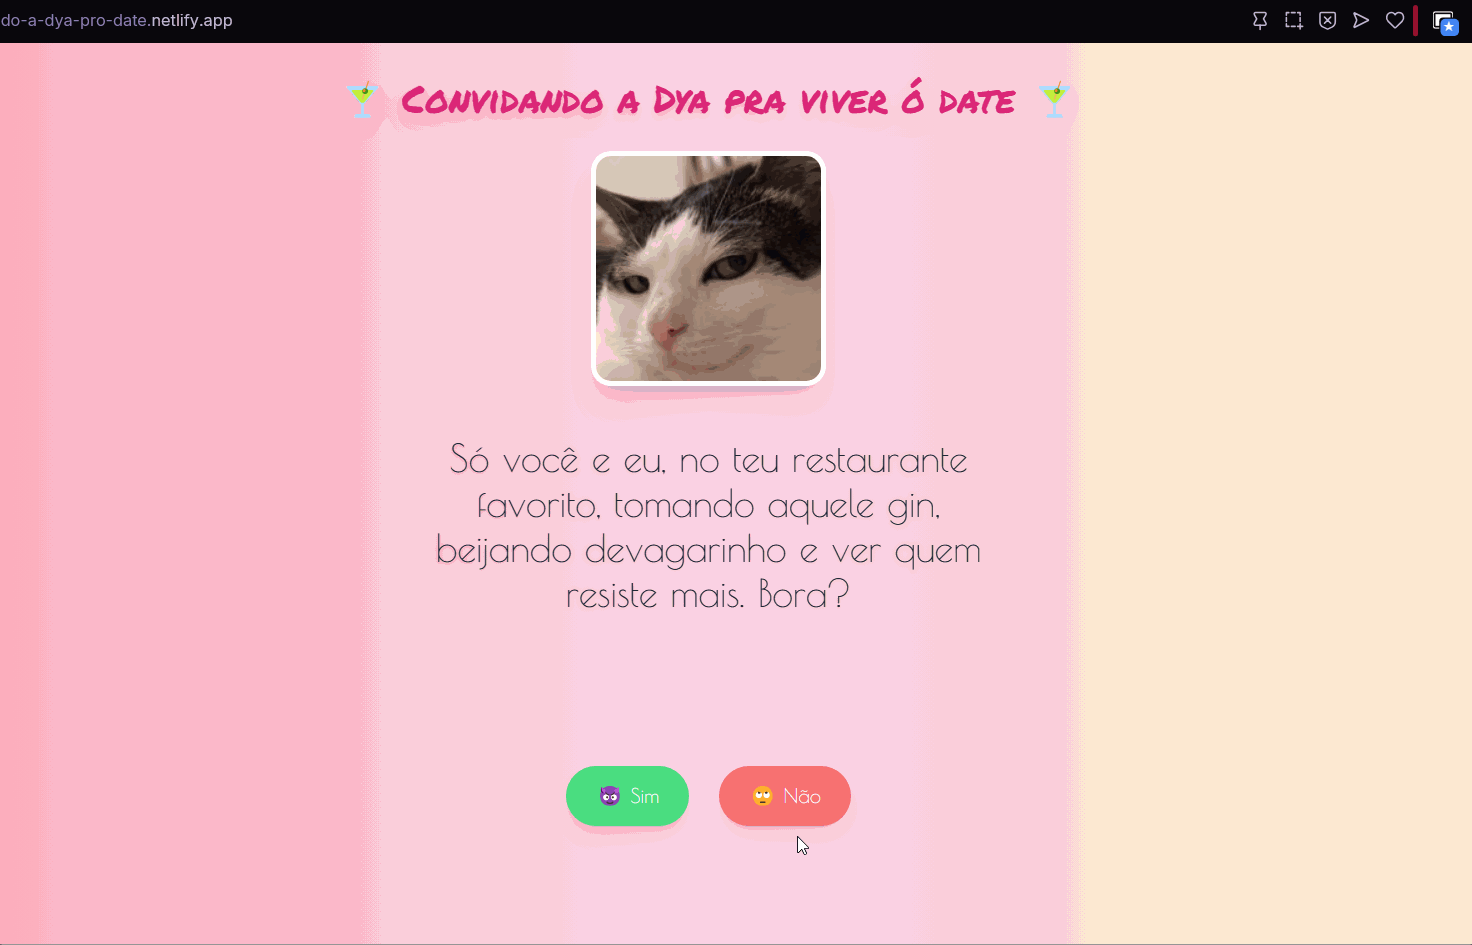 do-a-dya-pro-date.netlify.app
🍸 Convidando a Dya pra viver ó date 🍸
Só você e eu, no teu restaurante
favorito, tomando aquele gin,
beijando devagarinho e ver quem
resiste mais. Bora?
😈 Sim
🙄 Não